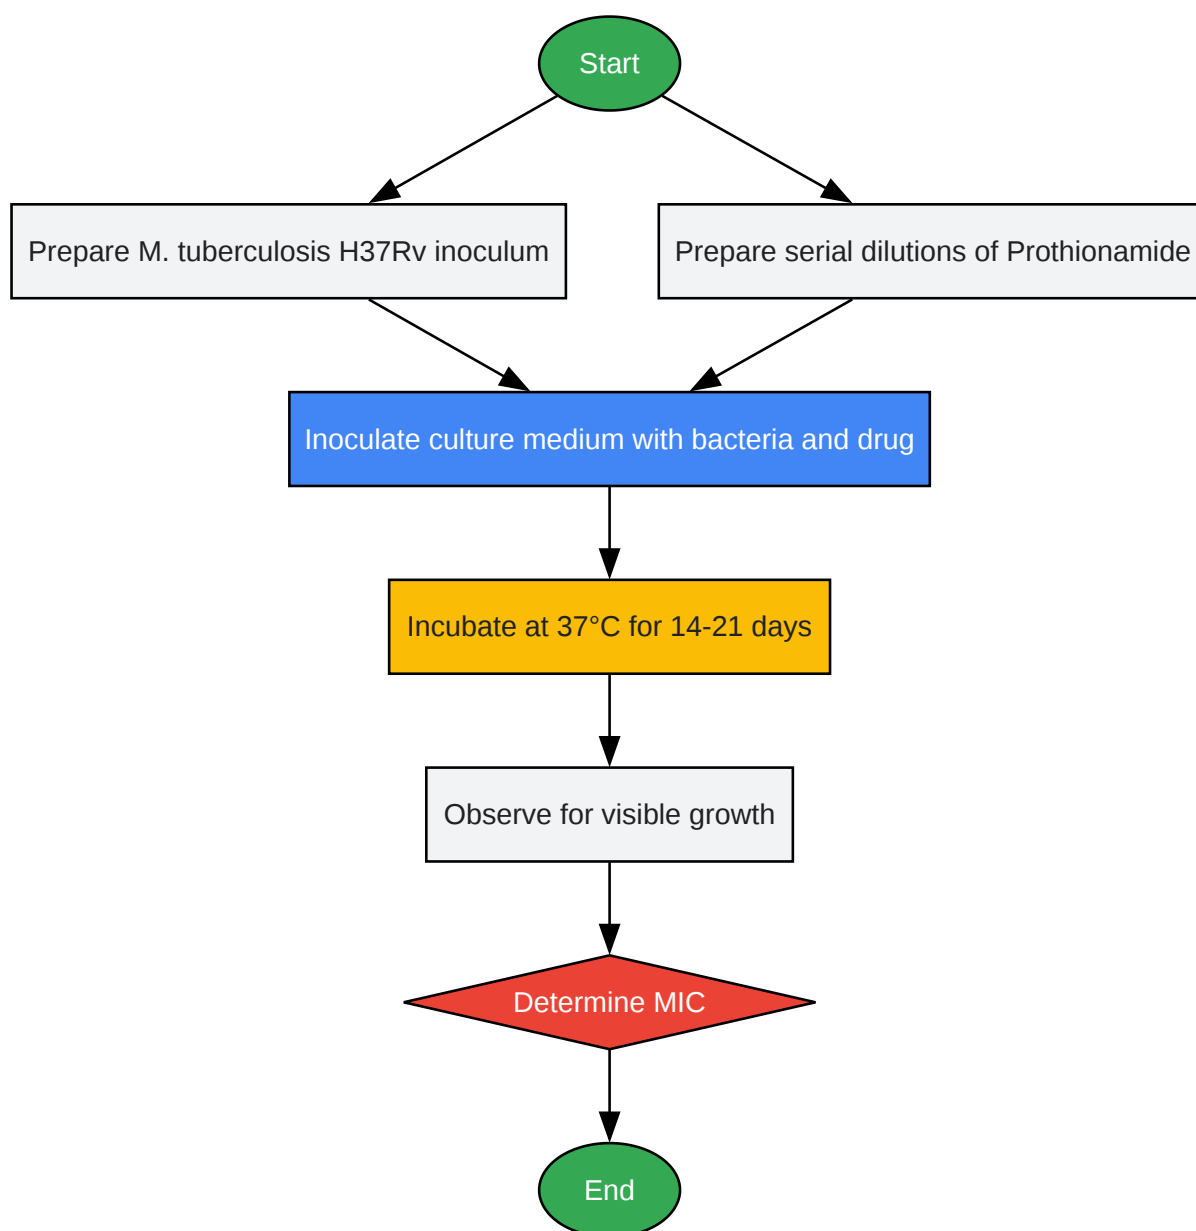 Start
Prepare M. tuberculosis H37Rv inoculum
Prepare serial dilutions of Prothionamide
Inoculate culture medium with bacteria and drug
Incubate at 37°C for 14-21 days
Observe for visible growth
Determine MIC
End